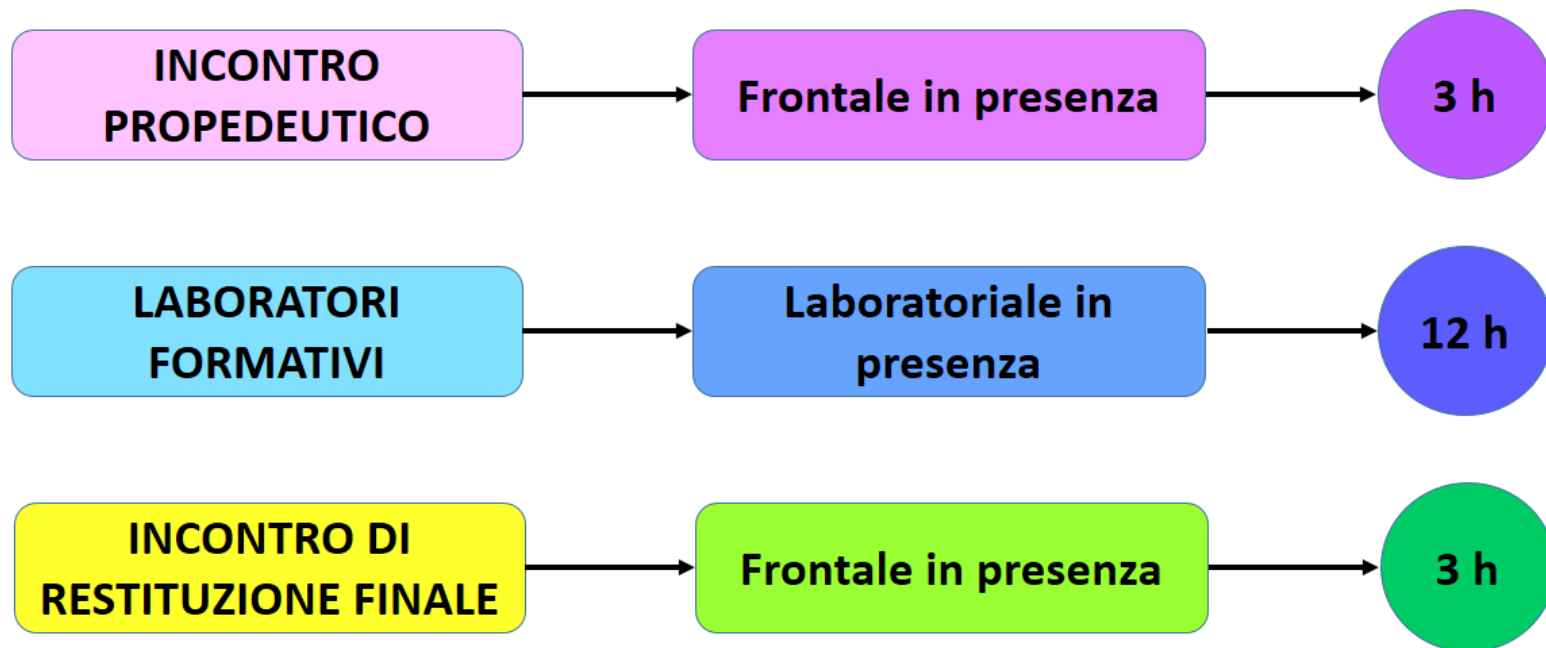 INCONTRO
PROPEDEUTICO
Frontale in presenza
3 h
LABORATORI
FORMATIVI
Laboratoriale in
presenza
12 h
INCONTRO DI
RESTITUZIONE FINALE
Frontale in presenza
3 h